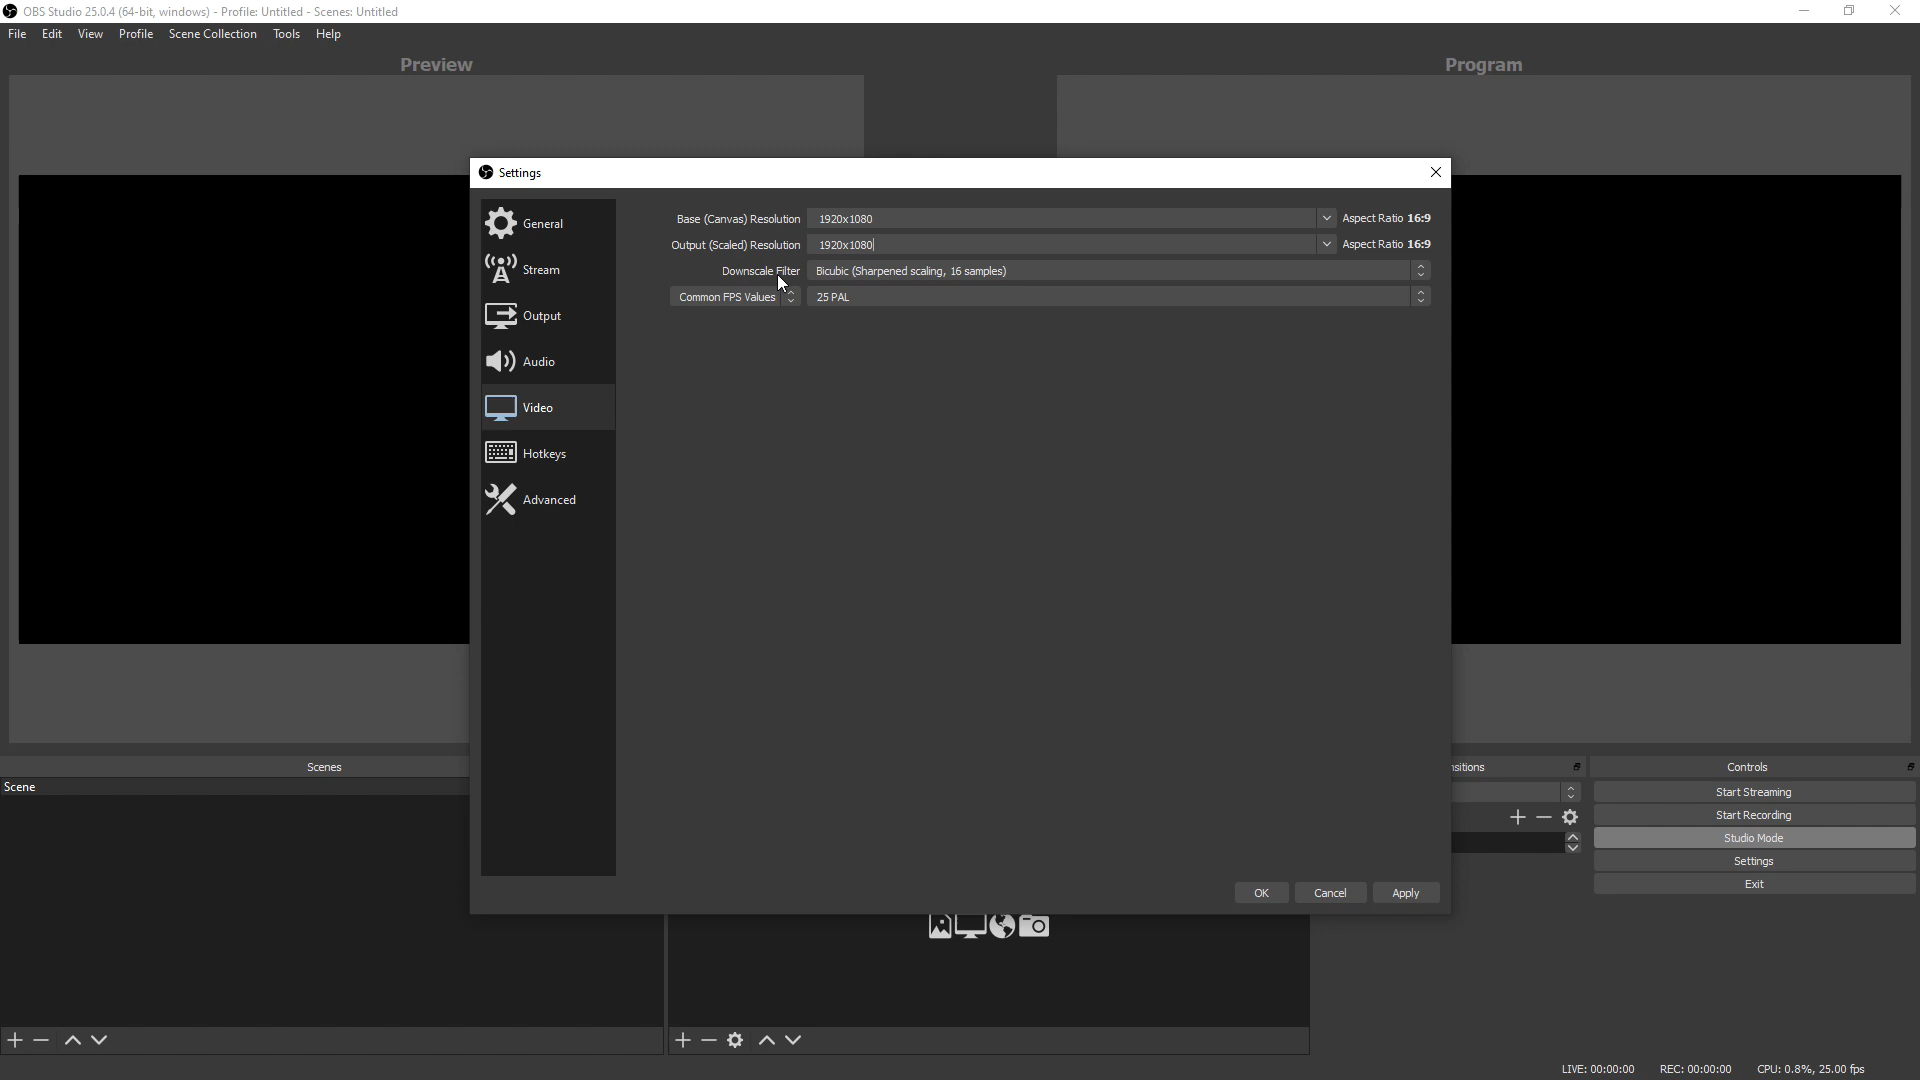 OBS Studio 25.0.4 (64-bit, windows) - Profile: Untitled - Scenes: Untitled
File Edit View Profile Scene Collection Tools Help
Preview
Program
Settings
General
Stream
Output
Audio
Video
Hotkeys
Advanced
Base (Canvas) Resolution 1920x1080 Aspect Ratio 16:9
Output (Scaled) Resolution 1920x1080 Aspect Ratio 16:9
Downscale Filter Bicubic (Sharpened scaling, 16 samples)
Common FPS Values 25 PAL
OK Cancel Apply
Scenes
Scene
nsitions
Controls
Start Streaming
Start Recording
Studio Mode
Settings
Exit
LIVE: 00:00:00 REC: 00:00:00 CPU: 0.8%, 25.00 fps